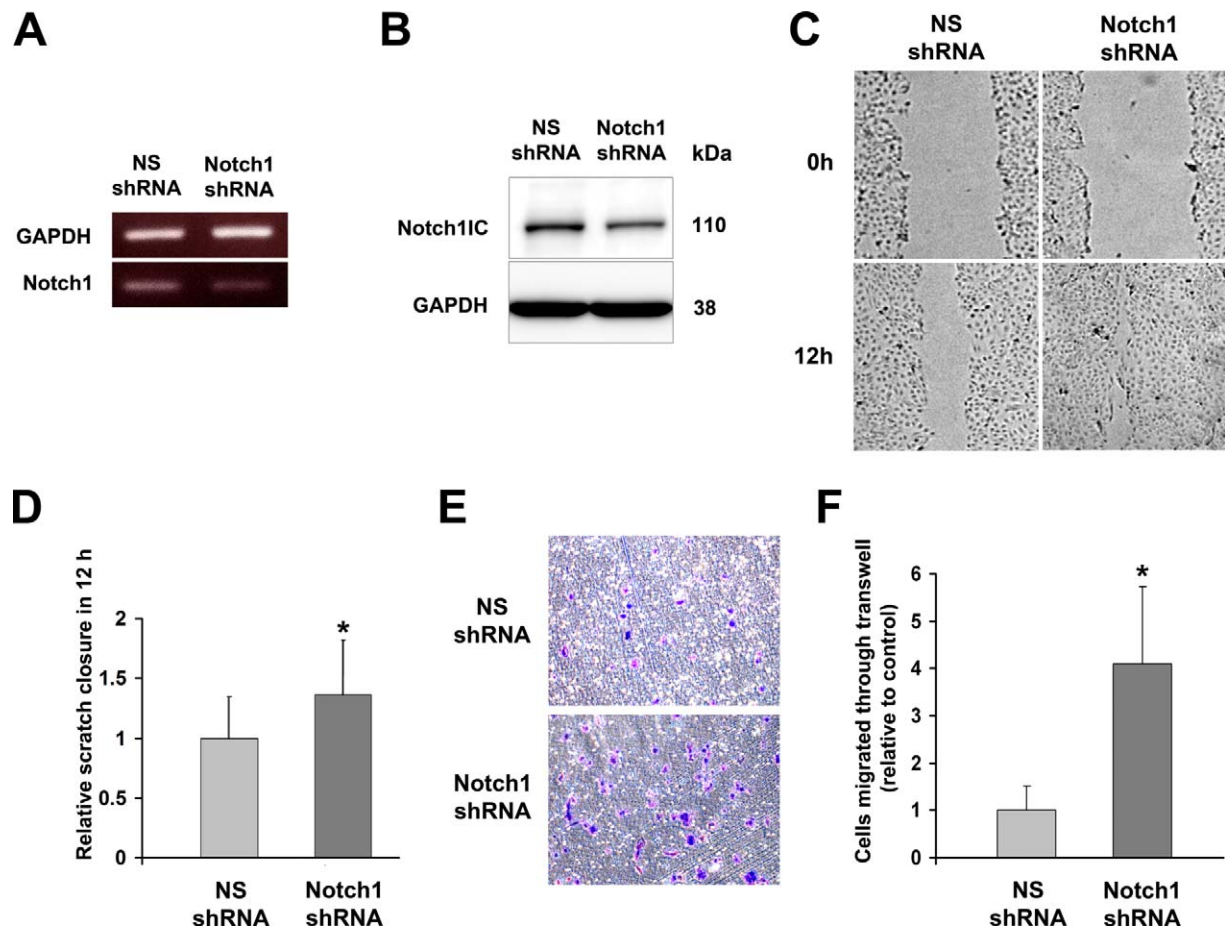 A
NS
shRNA
Notch1
shRNA
GAPDH
Notch1
B
NS
shRNA
Notch1
shRNA
kDa
Notch1IC
110
GAPDH
38
C
NS
shRNA
Notch1
shRNA
0h
12h
D
Relative scratch closure in 12 h
2
1.5
1
0.5
0
*
NS
shRNA
Notch1
shRNA
E
NS
shRNA
Notch1
shRNA
F
Cells migrated through transwell
(relative to control)
6
5
4
3
2
1
0
*
NS
shRNA
Notch1
shRNA